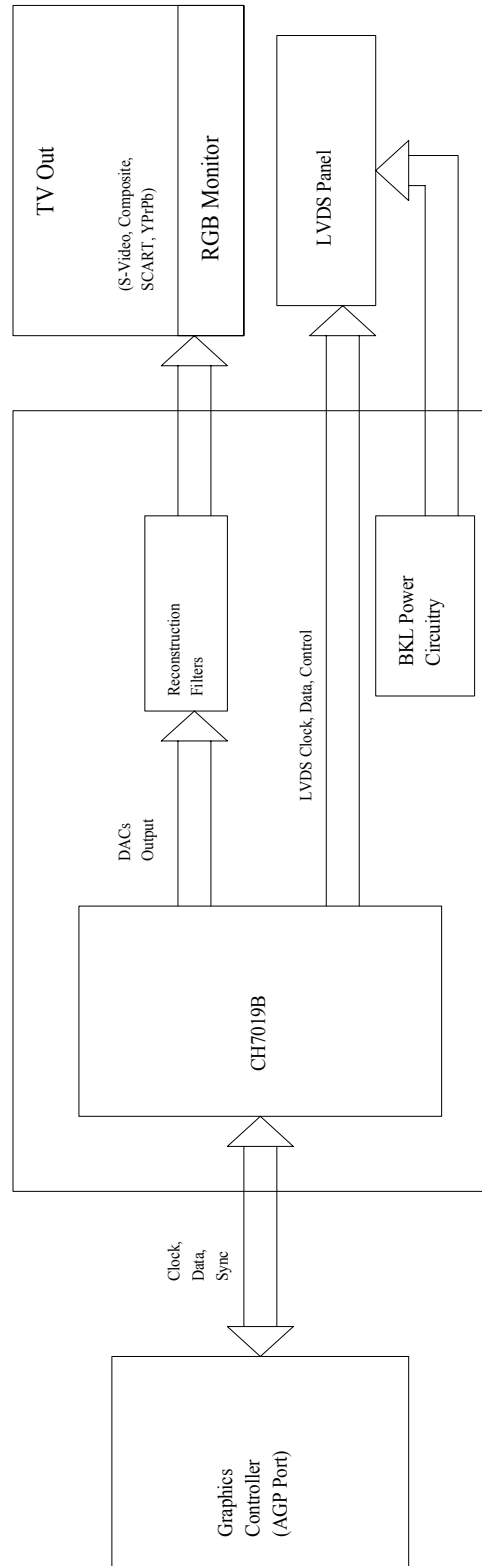 Graphics
Controller
(AGP Port)
Clock,
Data,
Sync
CH7019B
DACs
Output
Reconstruction
Filters
LVDS Clock, Data, Control
BKL Power
Circuitry
TV Out
(S-Video, Composite,
SCART, YPrPb)
RGB Monitor
LVDS Panel